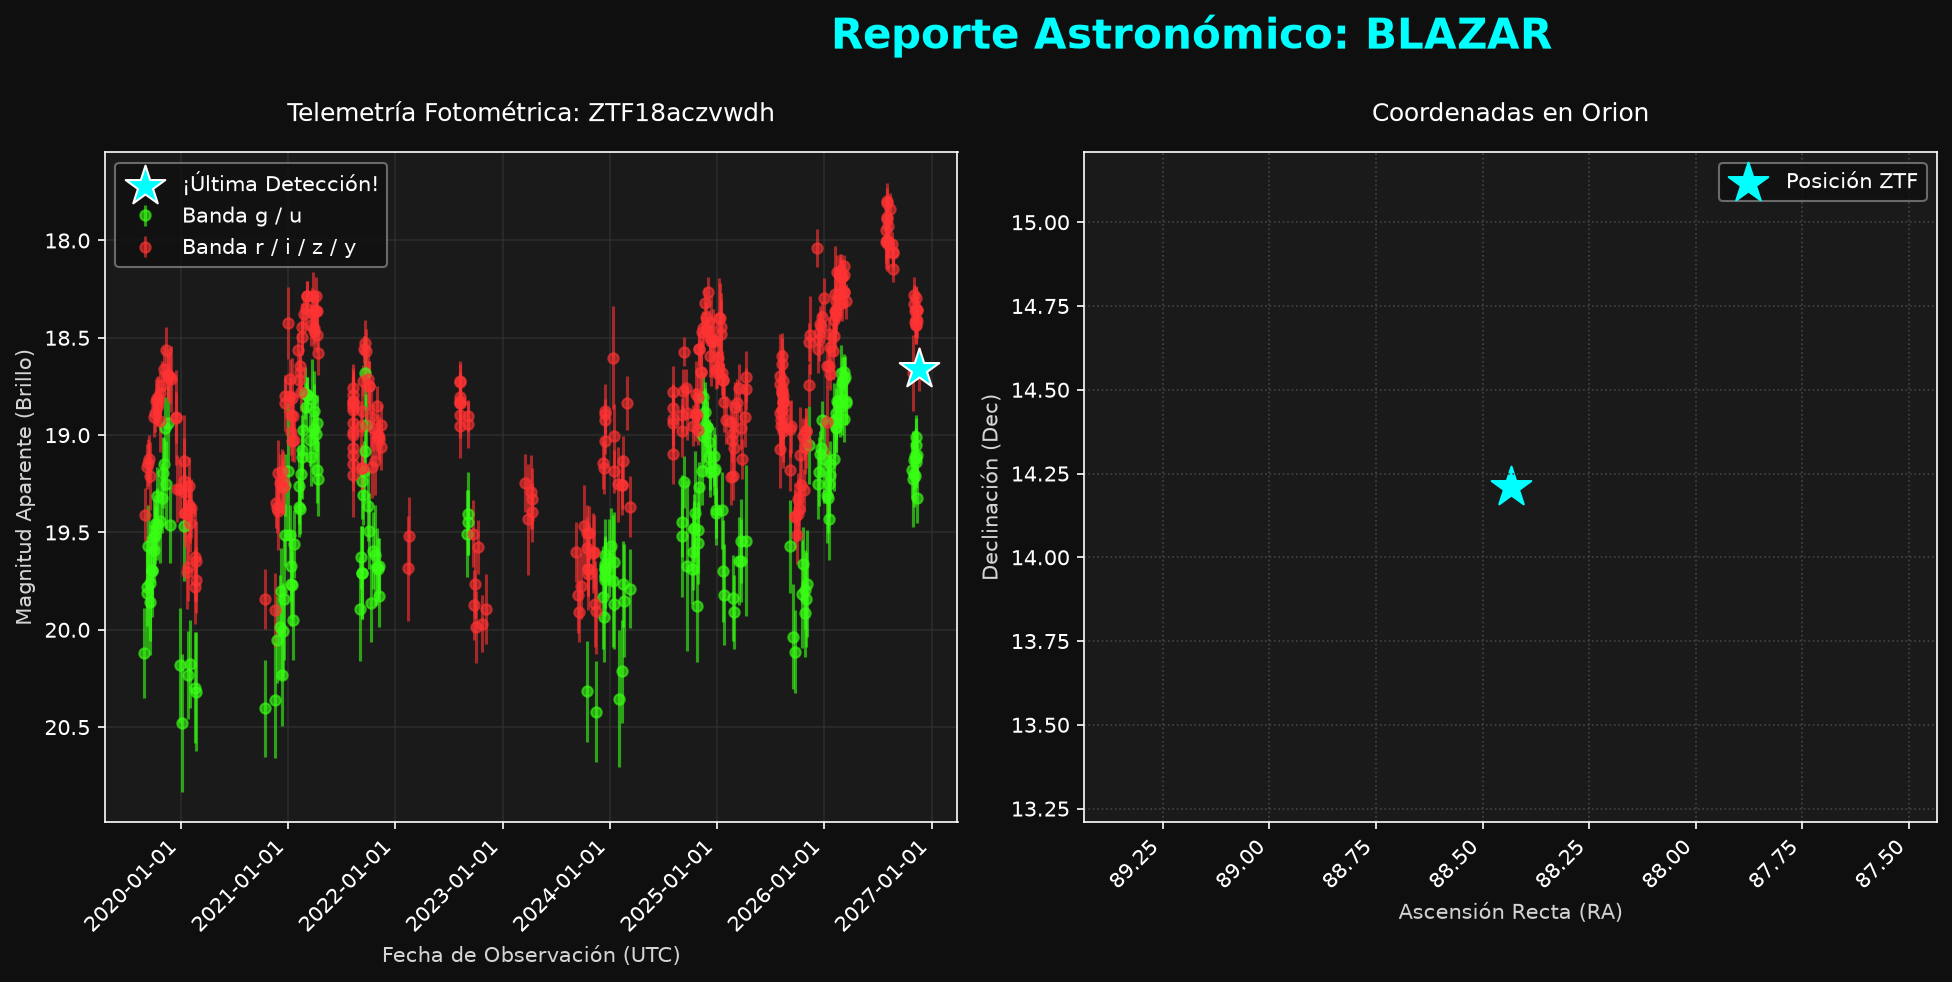 Reporte Astronómico: BLAZAR
Telemetría Fotométrica: ZTF18aczvwdh
¡Última Detección!
Banda g / u
Banda r / i / z / y
Magnitud Aparente (Brillo)
18.0
18.5
19.0
19.5
20.0
20.5
2020-01-01
2021-01-01
2022-01-01
2023-01-01
2024-01-01
2025-01-01
2026-01-01
2027-01-01
Fecha de Observación (UTC)
Coordenadas en Orion
Posición ZTF
Declinación (Dec)
15.00
14.75
14.50
14.25
14.00
13.75
13.50
13.25
89.25
89.00
88.75
88.50
88.25
88.00
87.75
87.50
Ascensión Recta (RA)